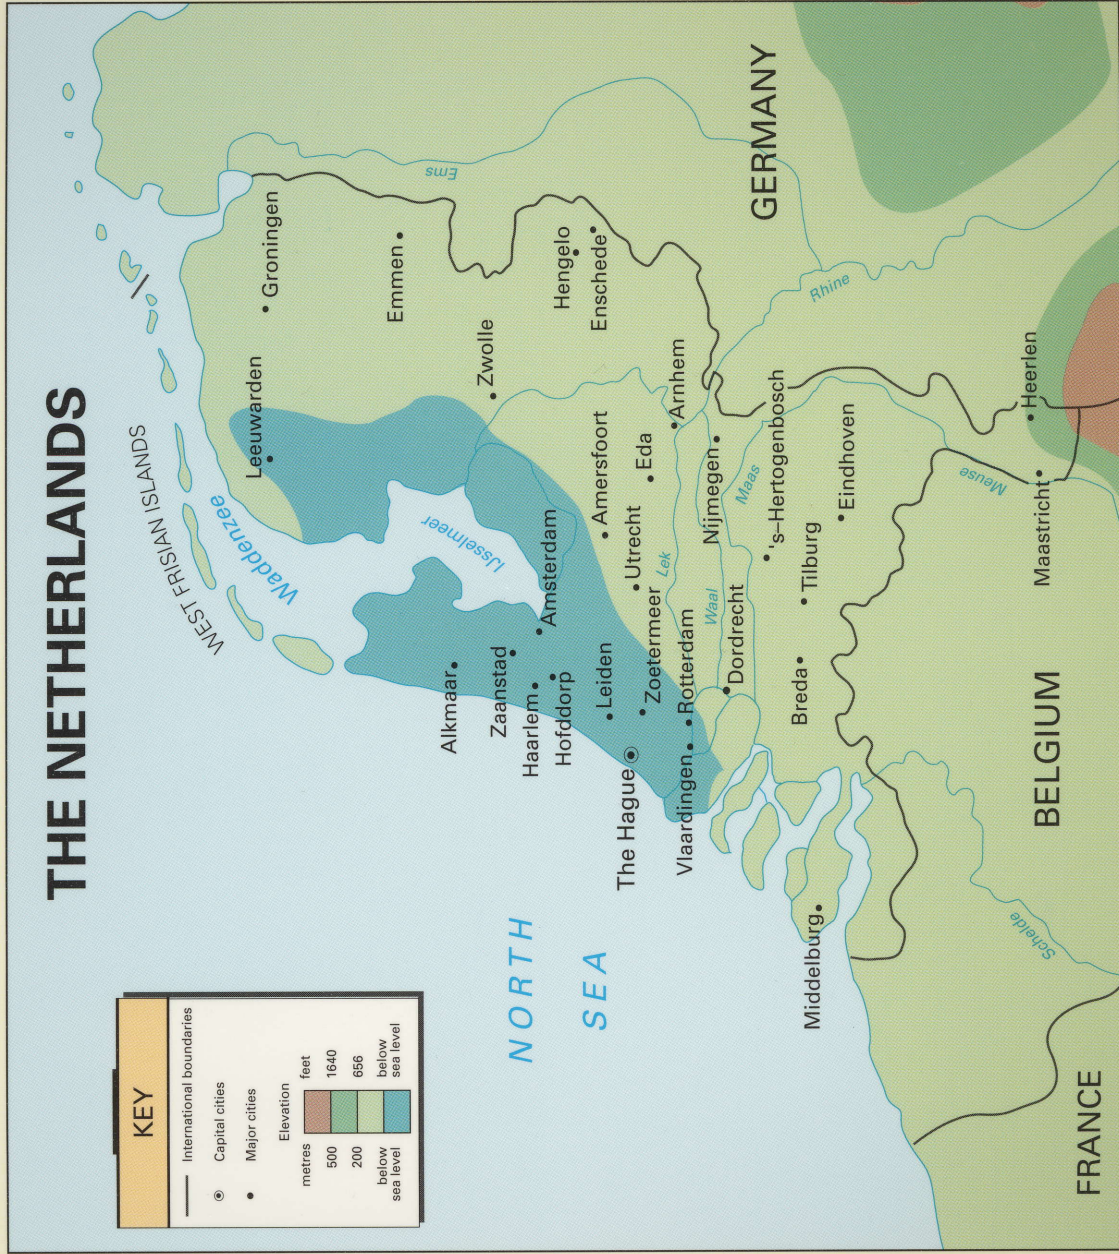 THE NETHERLANDS
KEY
International boundaries
Capital cities
Major cities
Elevation
metres feet
500 1640
200 656
below
sea level
below
sea level
WEST FRISIAN ISLANDS
Waddenzee
Leeuwarden
Groningen
Emmen
Ems
Alkmaar
IJsselmeer
Zwolle
Zaanstad
Haarlem
Hofddorp
Amsterdam
Hengelo
Enschede
NORTH
SEA
Leiden
Amersfoort
The Hague
Zoetermeer
Utrecht
Eda
Lek
Arnhem
Vlaardingen
Rotterdam
Waal
Nijmegen
Dordrecht
Maas
's–Hertogenbosch
GERMANY
Rhine
Breda
Tilburg
Middelburg
Eindhoven
Meuse
Schelde
BELGIUM
Maastricht
Heerlen
FRANCE